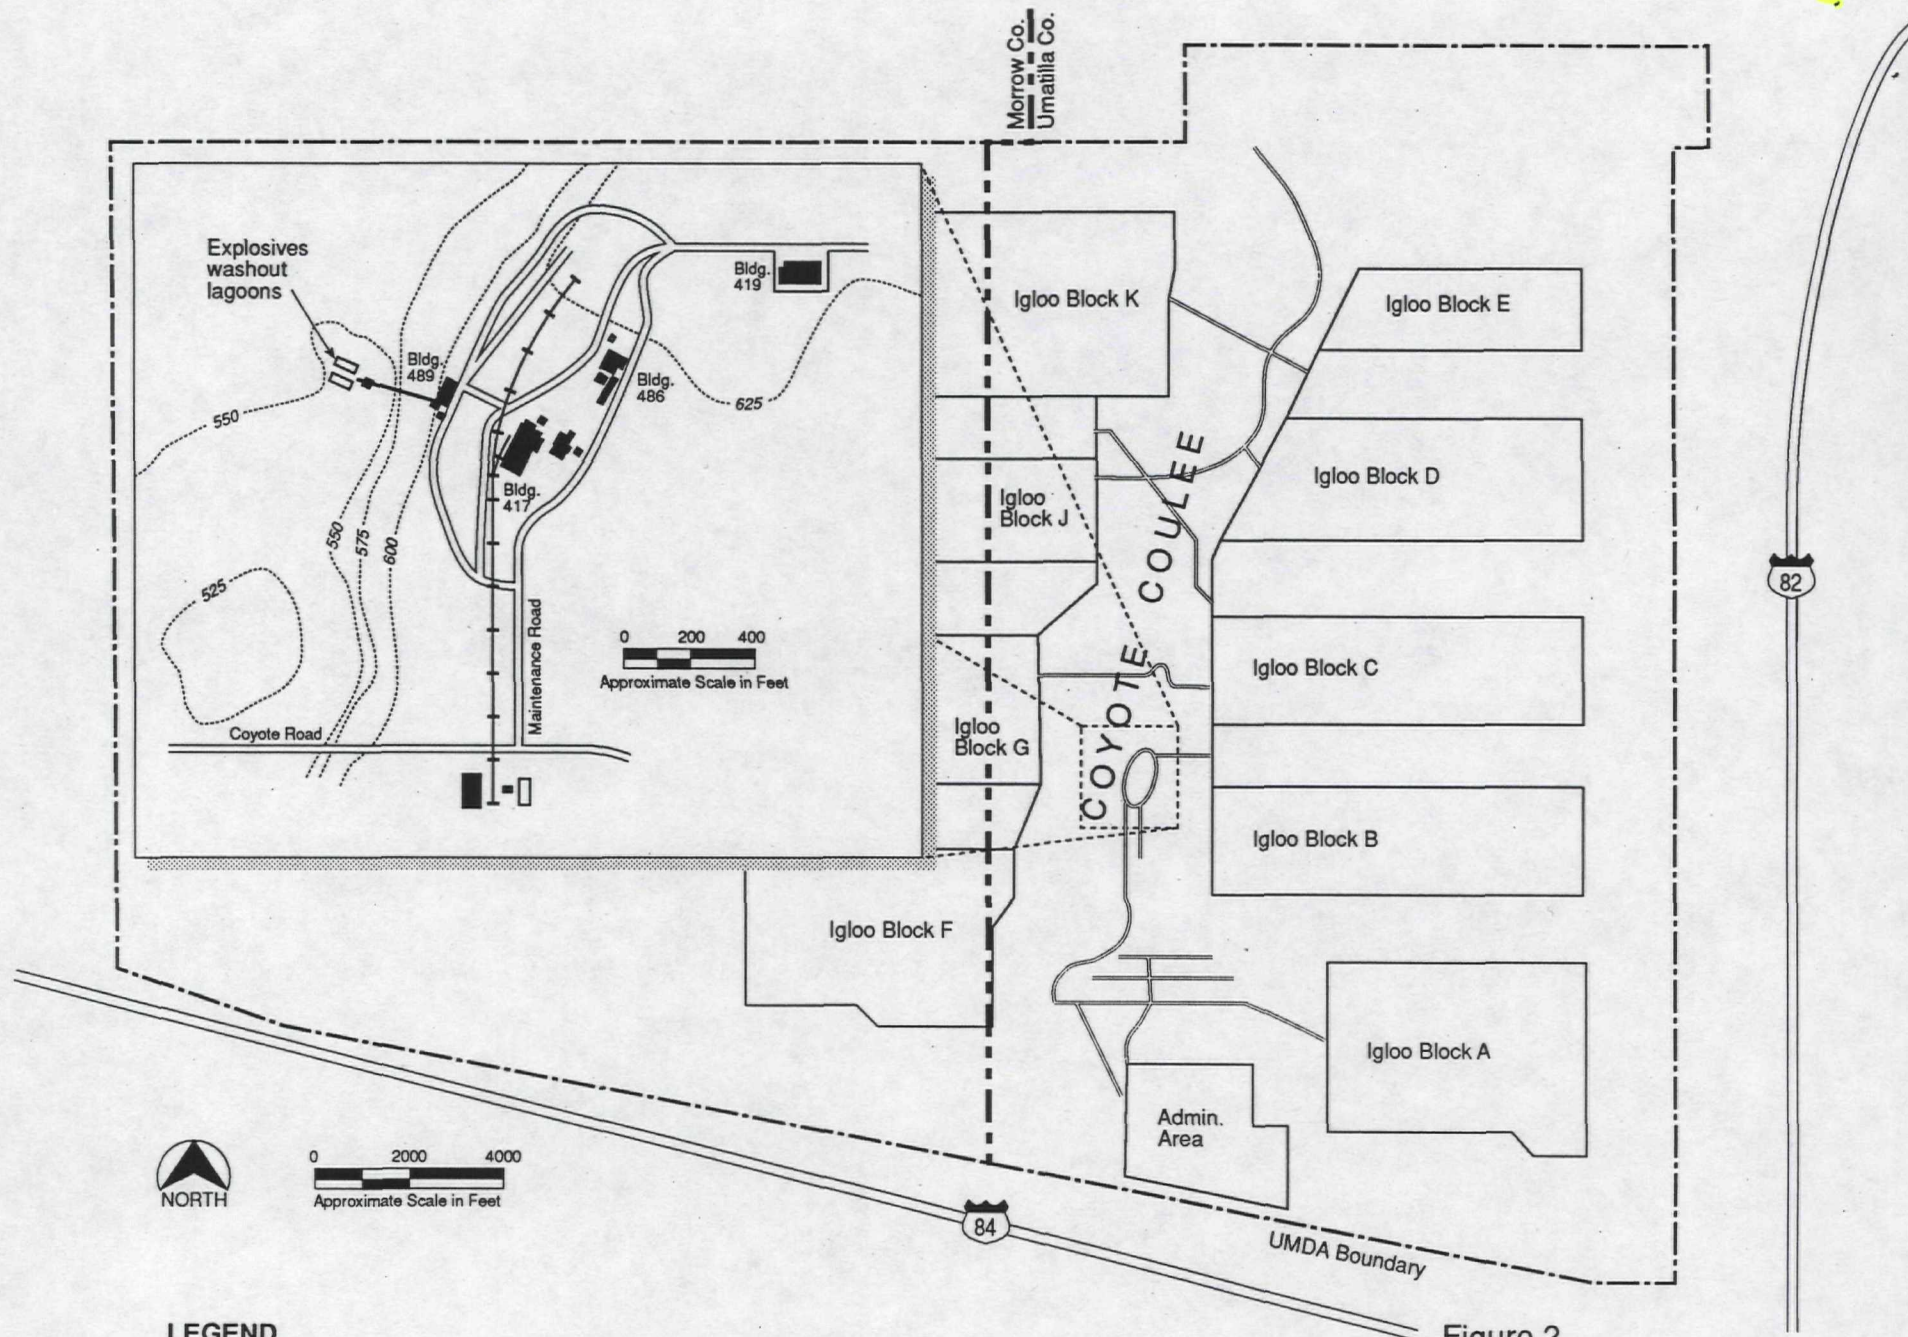 Morrow Co.
Umatilla Co.
Explosives
washout
lagoons
Bldg.
419
Bldg.
489
Bldg.
486
Bldg.
417
550
625
550
575
600
525
0 200 400
Approximate Scale in Feet
Maintenance Road
Coyote Road
Igloo Block K
Igloo Block E
Igloo Block D
Igloo
Block J
COYOTE COULEE
Igloo Block C
Igloo
Block G
Igloo Block B
Igloo Block F
Igloo Block A
Admin.
Area
82
NORTH
0 2000 4000
Approximate Scale in Feet
84
UMDA Boundary
LEGEND
Figure 2